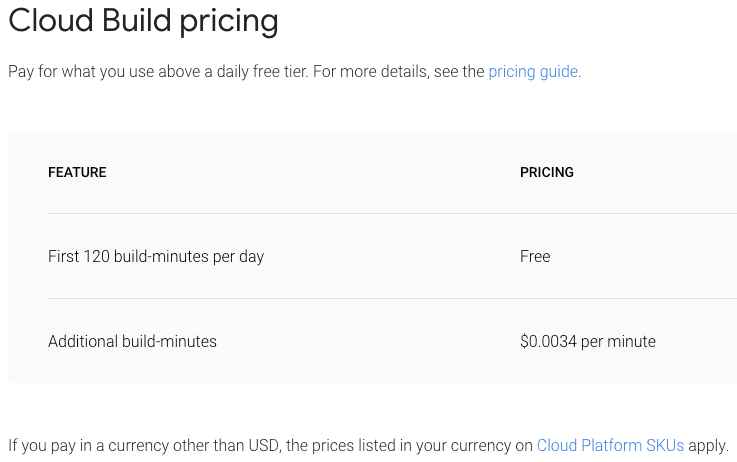 Cloud Build pricing
Pay for what you use above a daily free tier. For more details, see the pricing guide.
FEATURE PRICING
First 120 build-minutes per day Free
Additional build-minutes $0.0034 per minute
If you pay in a currency other than USD, the prices listed in your currency on Cloud Platform SKUs apply.